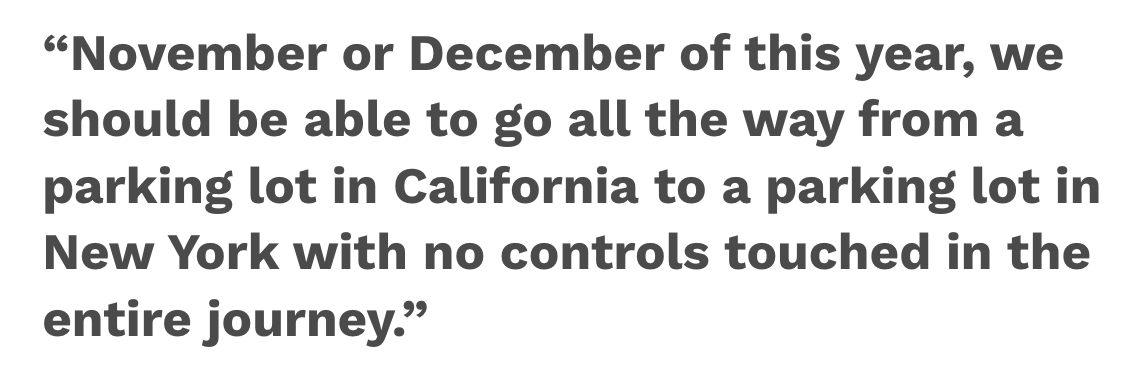 “November or December of this year, we
should be able to go all the way from a
parking lot in California to a parking lot in
New York with no controls touched in the
entire journey.”